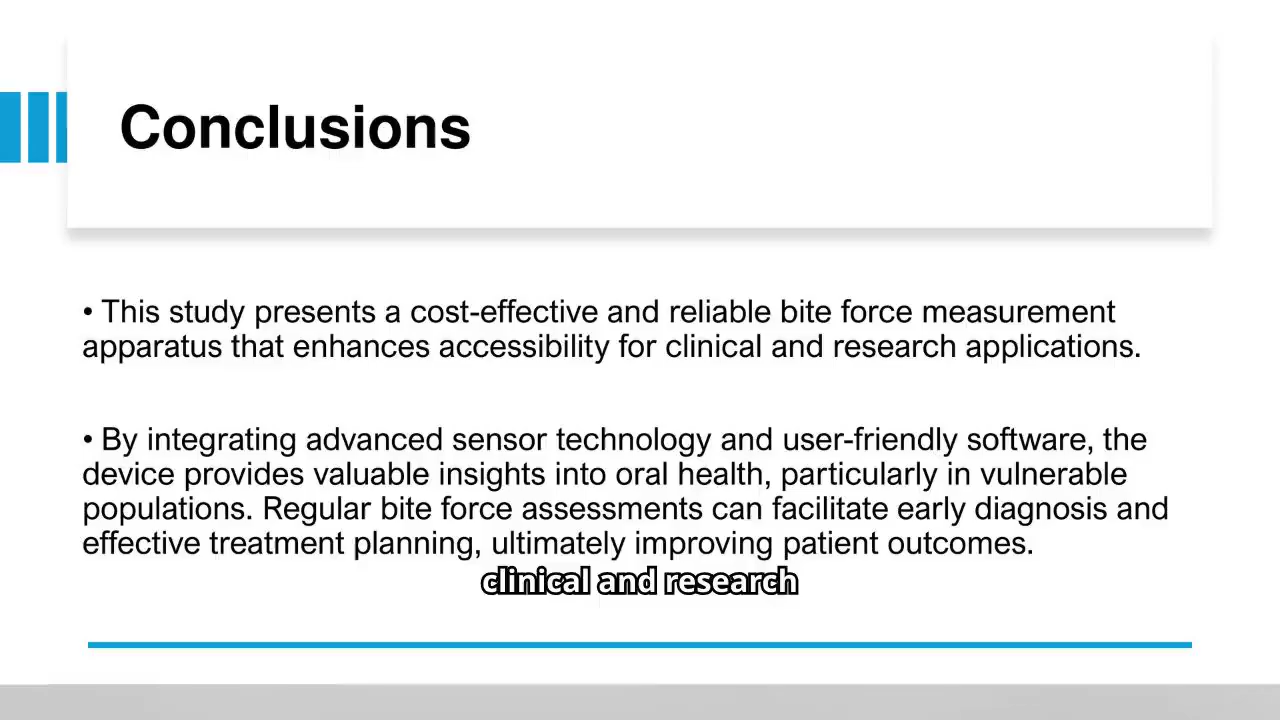 Conclusions
• This study presents a cost-effective and reliable bite force measurement
apparatus that enhances accessibility for clinical and research applications.
• By integrating advanced sensor technology and user-friendly software, the
device provides valuable insights into oral health, particularly in vulnerable
populations. Regular bite force assessments can facilitate early diagnosis and
effective treatment planning, ultimately improving patient outcomes.
clinical and research